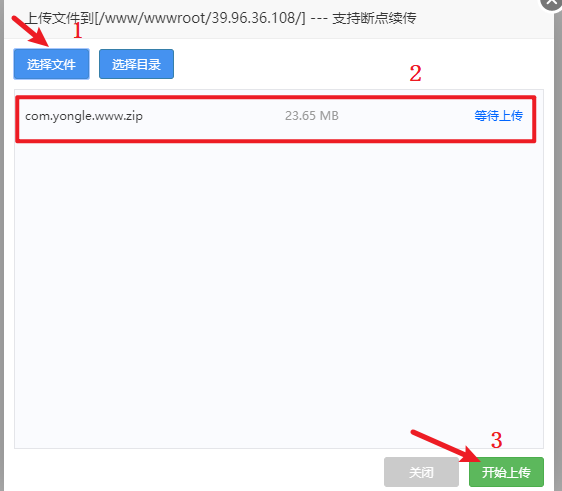 上传文件到[/www/wwwroot/39.96.36.108/] --- 支持断点续传
1
选择文件 选择目录
2
com.yongle.www.zip 23.65 MB 等待上传
3
关闭 开始上传